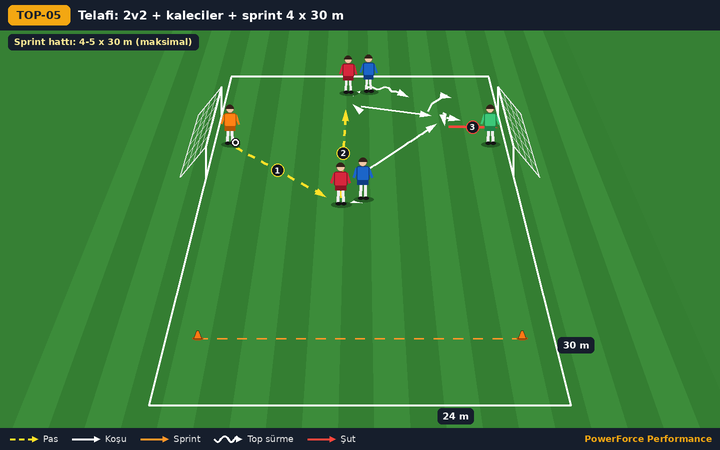 TOP-05 Telafi: 2v2 + kaleciler + sprint 4 x 30 m
Sprint hattı: 4-5 x 30 m (maksimal)
3
2
1
30 m
24 m
Pas Koşu Sprint Top sürme Şut PowerForce Performance